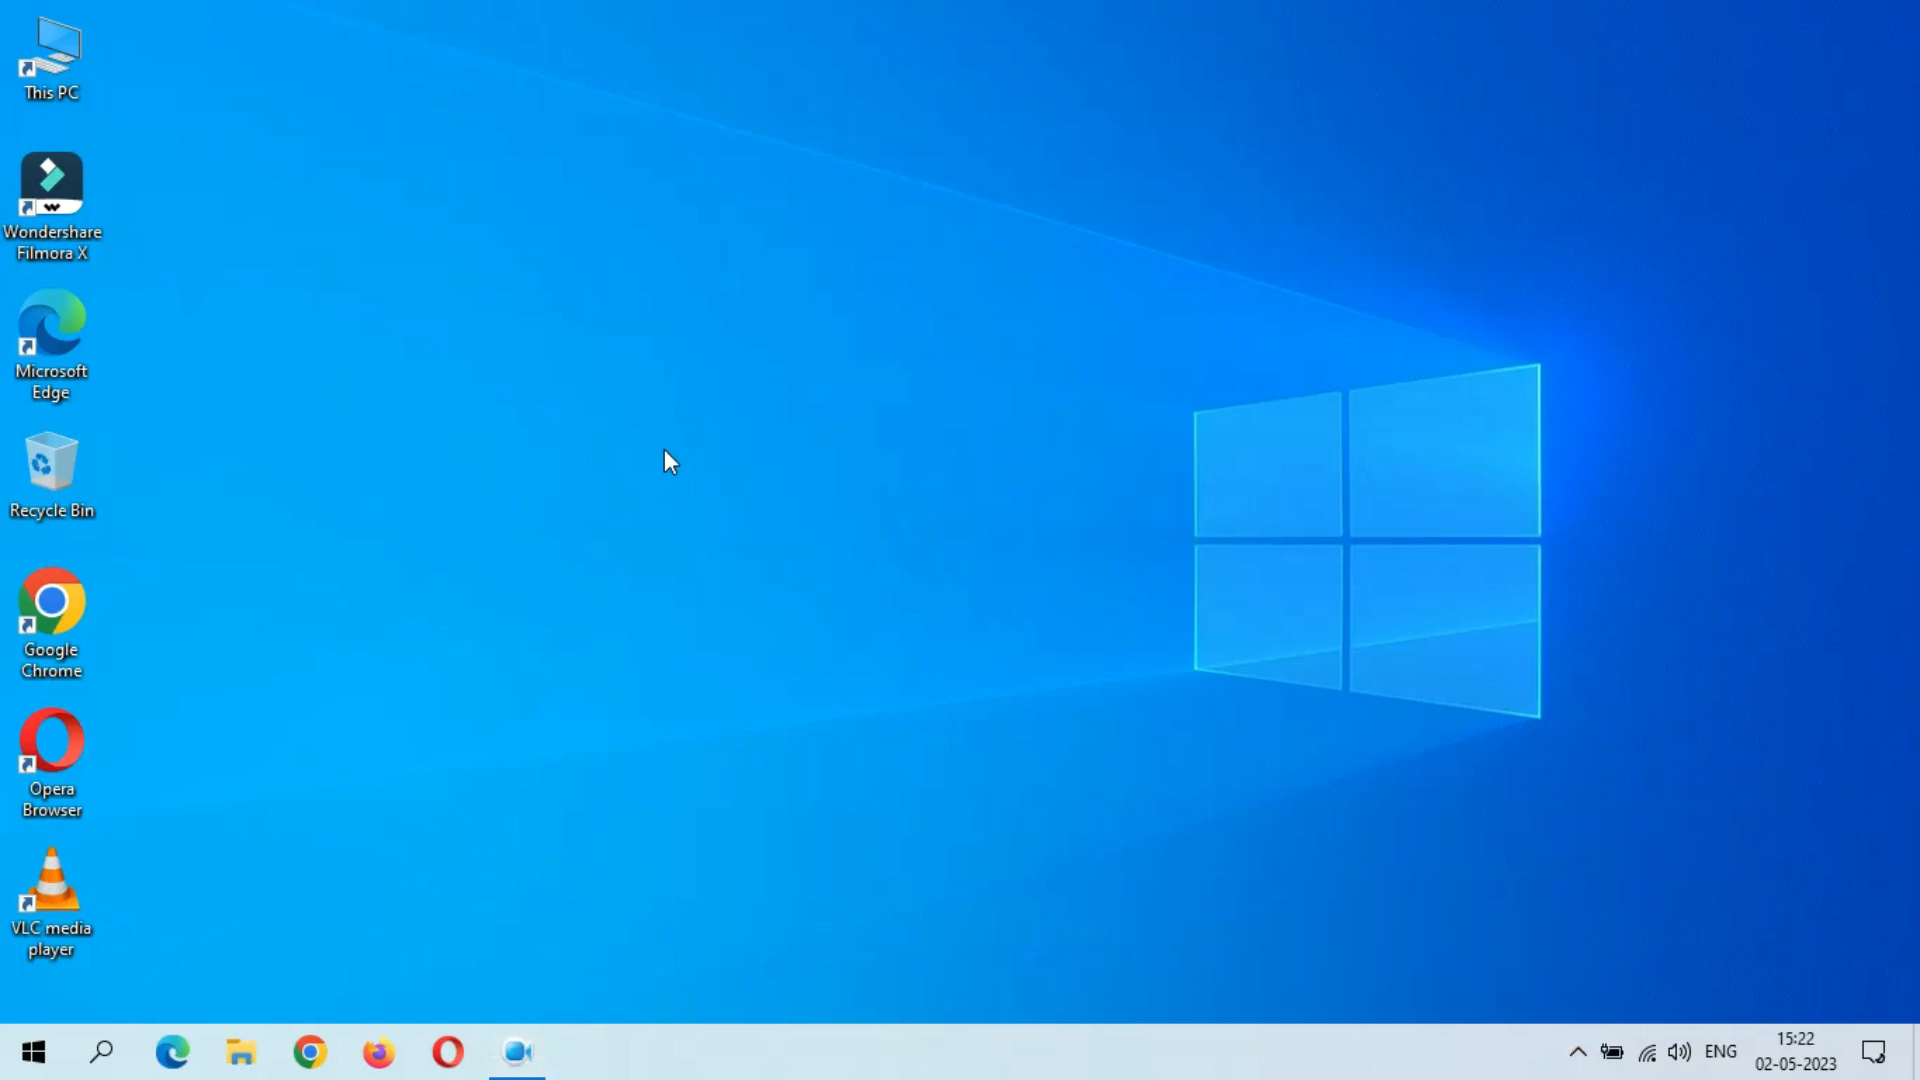 This PC
Wondershare
Filmora X
Microsoft
Edge
Recycle Bin
Google
Chrome
Opera
Browser
VLC media
player
ENG
15:22
02-05-2023